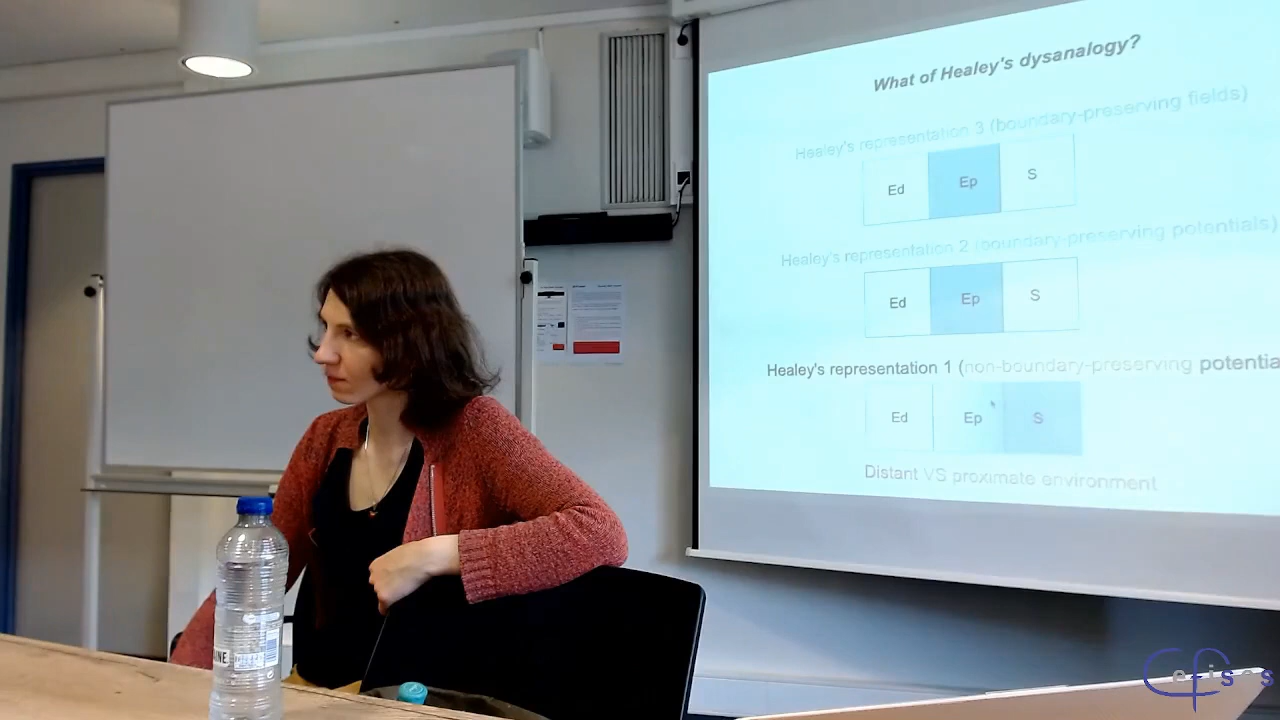 What of Healey's dysanalogy?
Healey's representation 3 (boundary-preserving fields)
Ed Ep S
Healey's representation 2 (boundary-preserving potentials)
Ed Ep S
Healey's representation 1 (non-boundary-preserving potentia
Ed Ep S
Distant VS proximate environment
Cefises